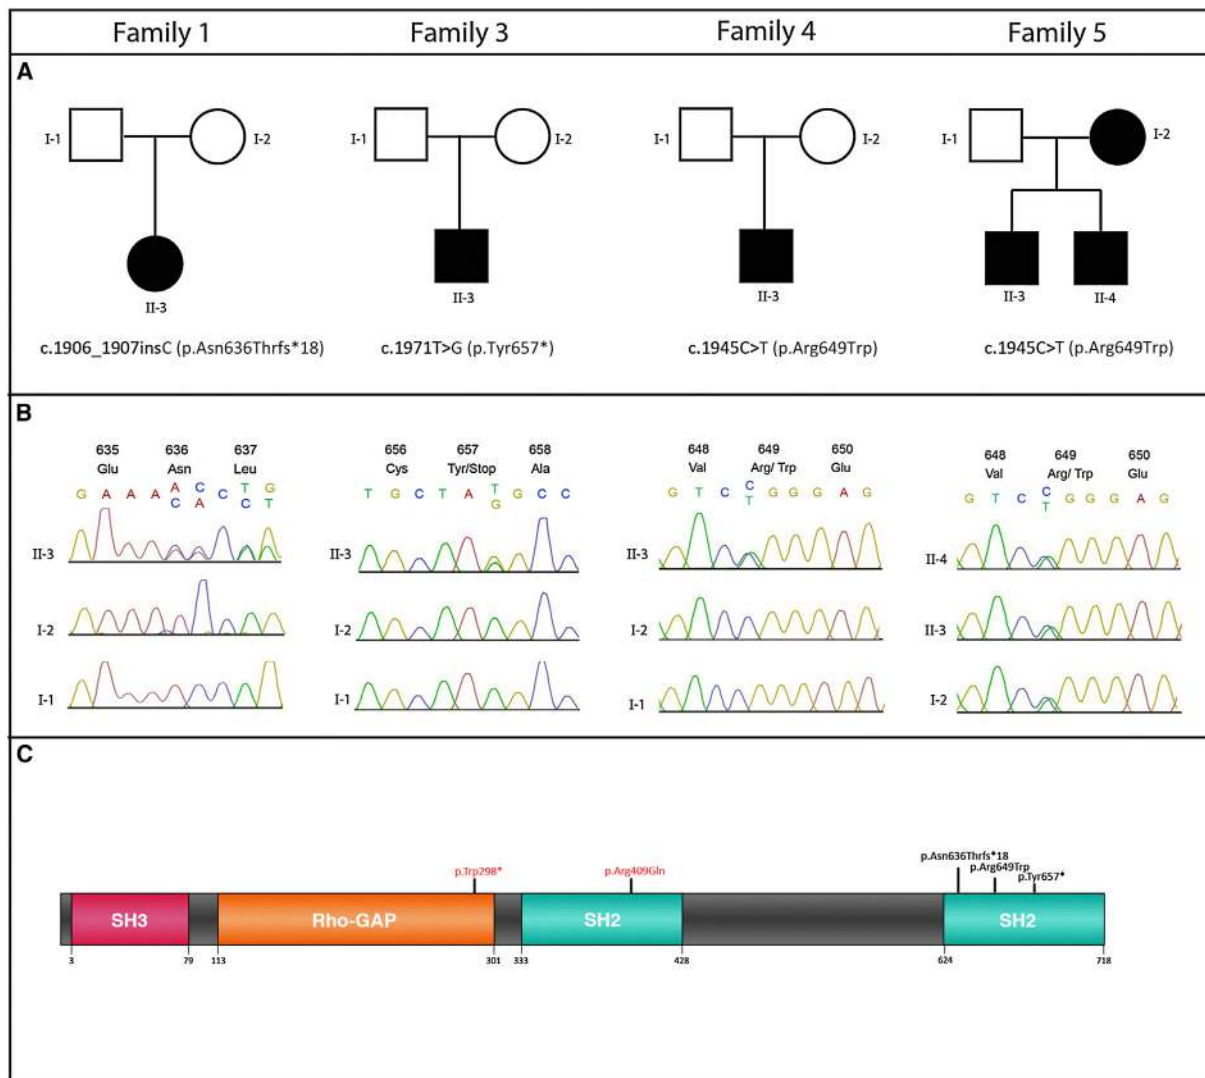 Family 1 Family 3 Family 4 Family 5
A
I-1 I-2 I-1 I-2 I-1 I-2 I-1 I-2
II-3 II-3 II-3 II-3 II-4
c.1906_1907insC (p.Asn636Thrfs*18) c.1971T>G (p.Tyr657*) c.1945C>T (p.Arg649Trp) c.1945C>T (p.Arg649Trp)
B
635 636 637 656 657 658 648 649 650 648 649 650
Glu Asn Leu Cys Tyr/Stop Ala Val Arg/ Trp Glu Val Arg/ Trp Glu
G A A A A C C T G T G C T A T G C C G T C C G G G A G G T C C G G G A G
C A C T G T T
II-3 II-3 II-3 II-4
I-2 I-2 I-2 II-3
I-1 I-1 I-1 I-2
C
p.Asn636Thrfs*18
p.Trp298* p.Arg409Gln p.Arg649Trp
p.Tyr657*
SH3 Rho-GAP SH2 SH2
3 79 113 301 333 428 624 718